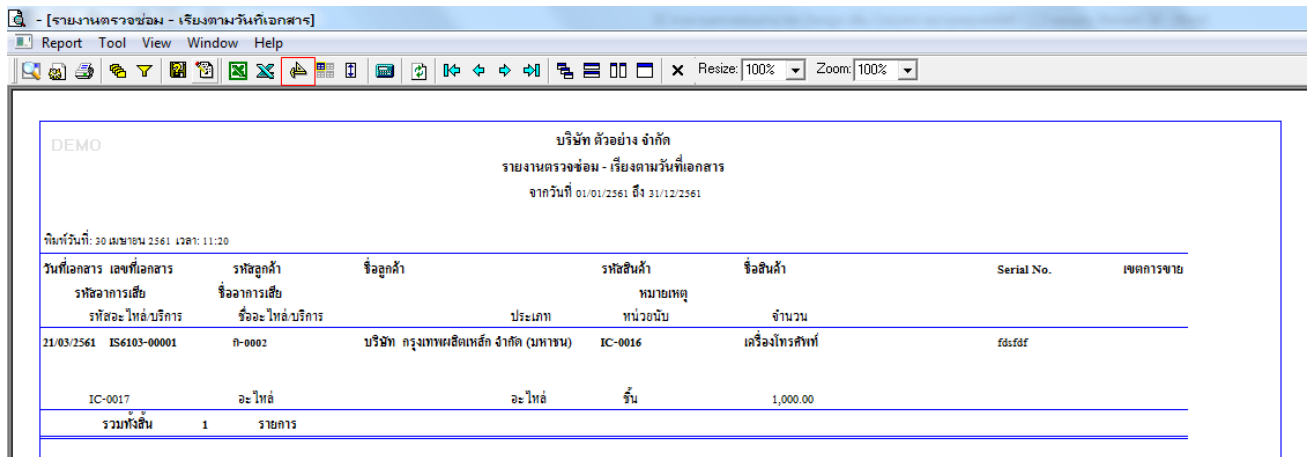 - [รายงานตรวจซ่อม - เรียงตามวันที่เอกสาร]
Report Tool View Window Help
Resize: 100% Zoom: 100%
DEMO
บริษัท ตัวอย่าง จำกัด
รายงานตรวจซ่อม - เรียงตามวันที่เอกสาร
จากวันที่ 01/01/2561 ถึง 31/12/2561
พิมพ์วันที่: 30 เมษายน 2561 เวลา: 11:20
วันที่เอกสาร เลขที่เอกสาร รหัสลูกค้า ชื่อลูกค้า รหัสสินค้า ชื่อสินค้า Serial No. เขตการขาย
รหัสอาการเสีย ชื่ออาการเสีย หมายเหตุ
รหัสอะไหล่/บริการ ชื่ออะไหล่/บริการ ประเภท หน่วยนับ จำนวน
21/03/2561 IS6103-00001 ก-0002 บริษัท กรุงเทพผลิตเหล็ก จำกัด (มหาชน) IC-0016 เครื่องโทรศัพท์ fdsfdf
IC-0017 อะไหล่ อะไหล่ ชิ้น 1,000.00
รวมทั้งสิ้น 1 รายการ